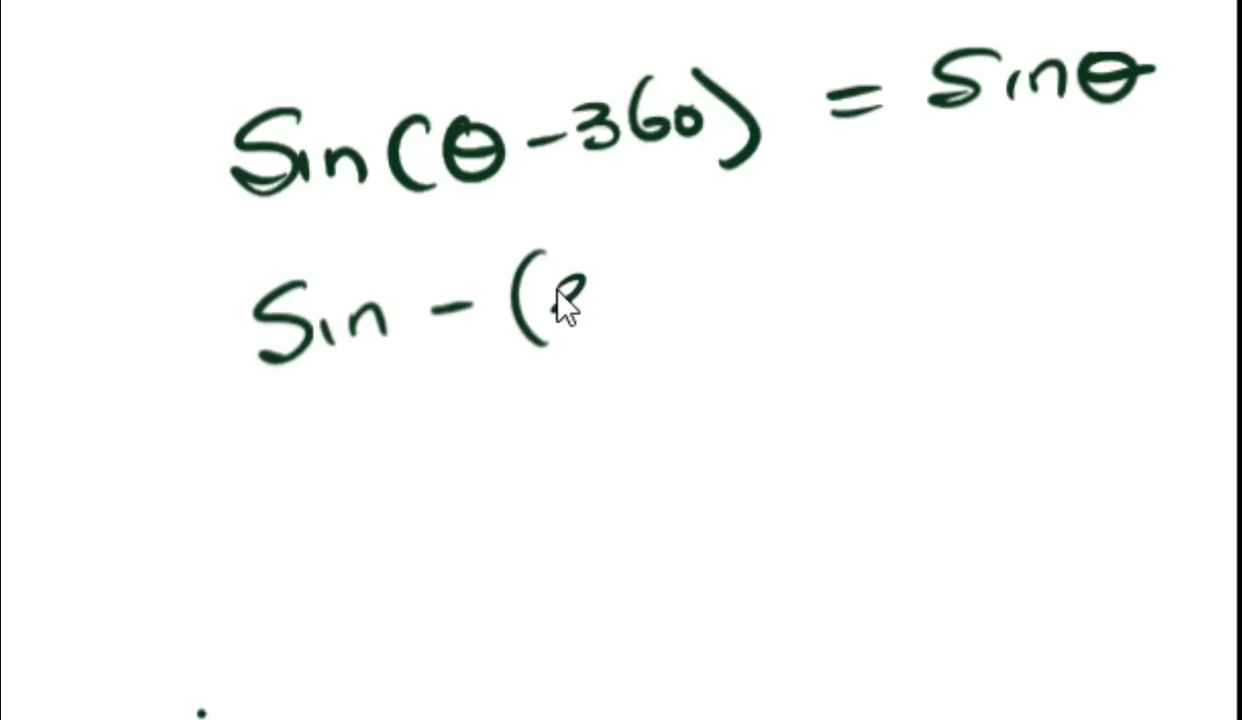 Sin(θ-360) = Sinθ
Sin - (